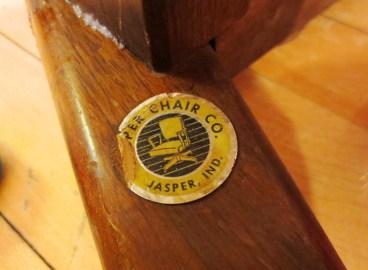 PER CHAIR CO.
JASPER, IND.